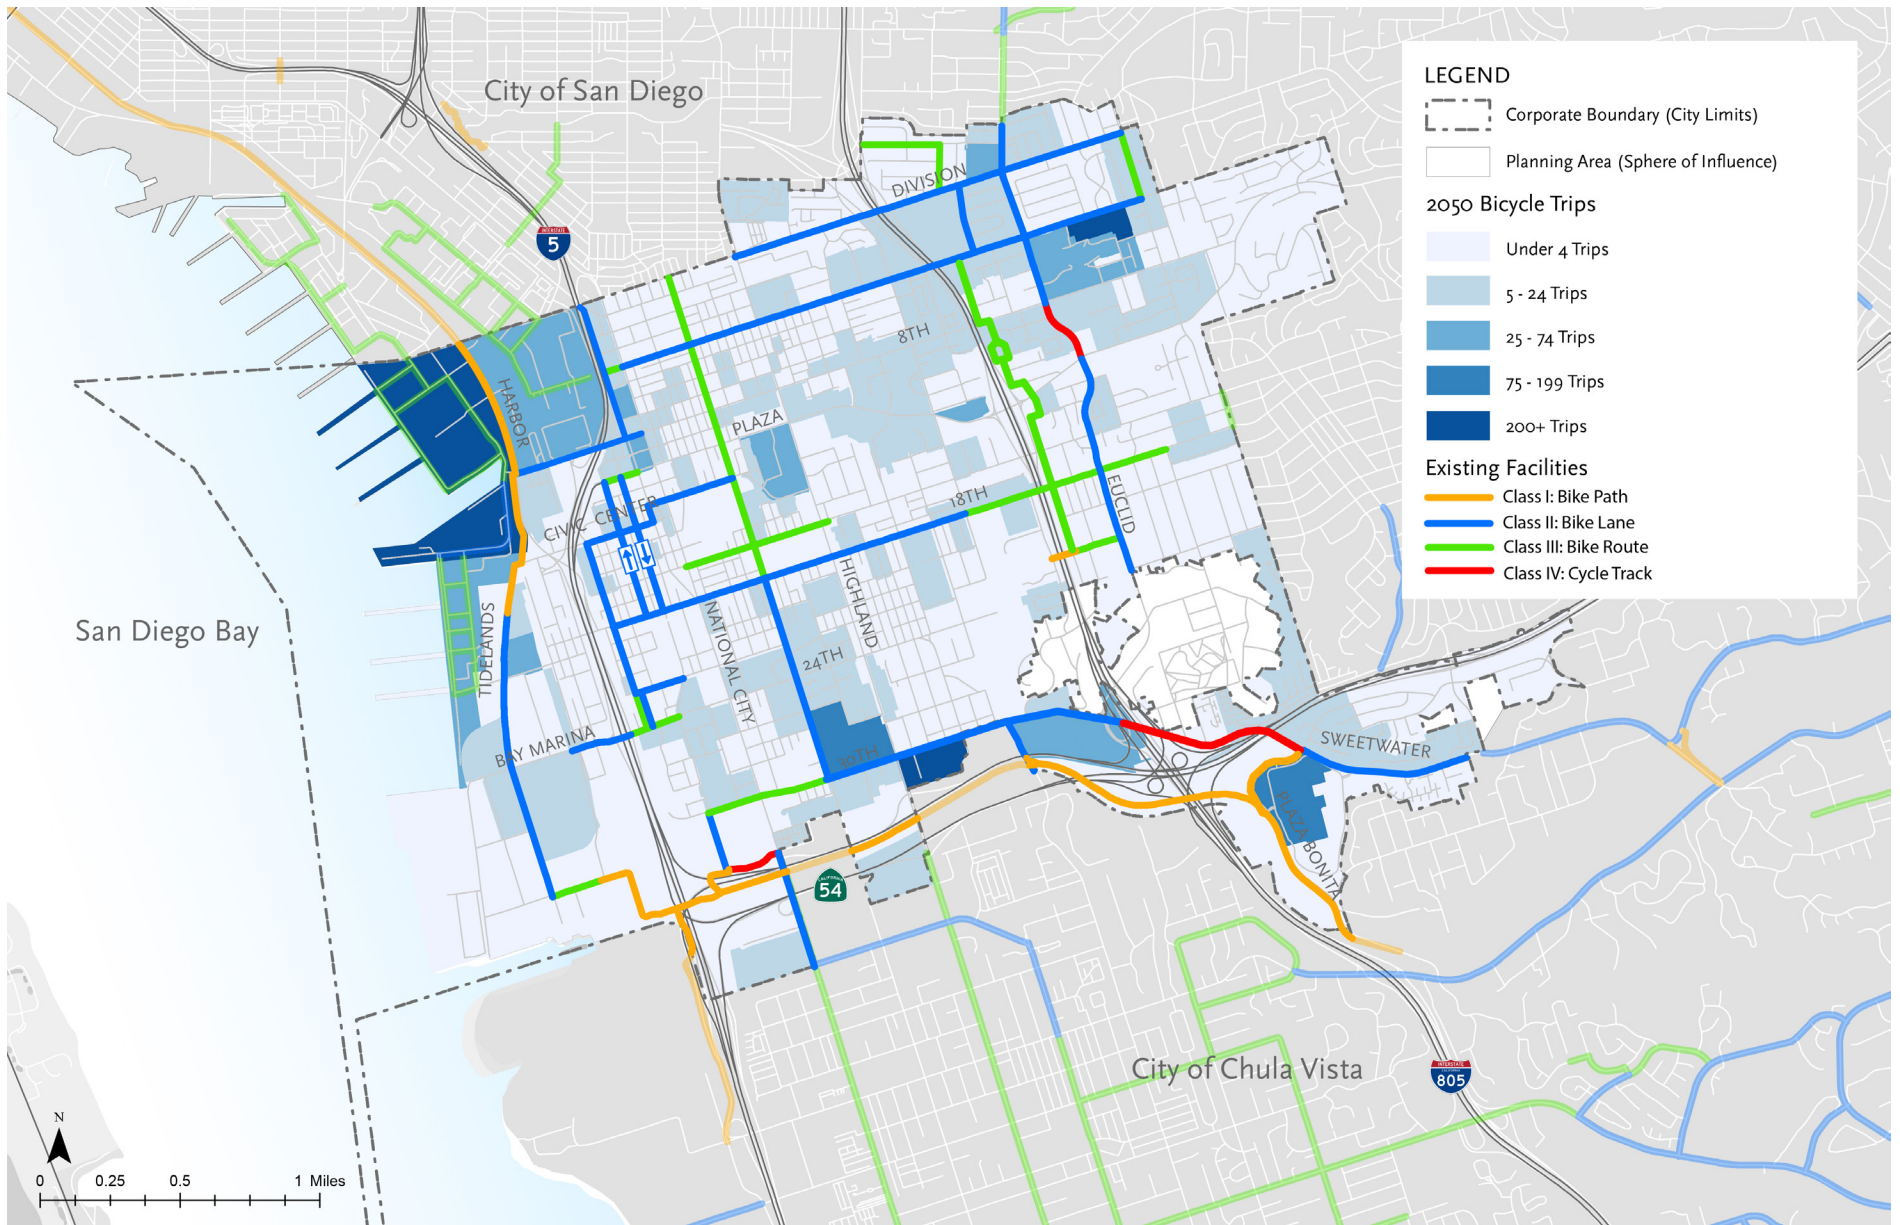 City of San Diego
LEGEND
Corporate Boundary (City Limits)
Planning Area (Sphere of Influence)
2050 Bicycle Trips
Under 4 Trips
5 - 24 Trips
25 - 74 Trips
75 - 199 Trips
200+ Trips
Existing Facilities
Class I: Bike Path
Class II: Bike Lane
Class III: Bike Route
Class IV: Cycle Track
DIVISION
INTERSTATE
5
8TH
HARBOR
PLAZA
18TH
EUCLID
CIVIC CENTER
HIGHLAND
San Diego Bay
TIDELANDS
NATIONAL CITY
24TH
BAY MARINA
30TH
SWEETWATER
PLAZA BONITA
CALIFORNIA
54
City of Chula Vista
INTERSTATE
CALIFORNIA
805
N
0 0.25 0.5 1 Miles